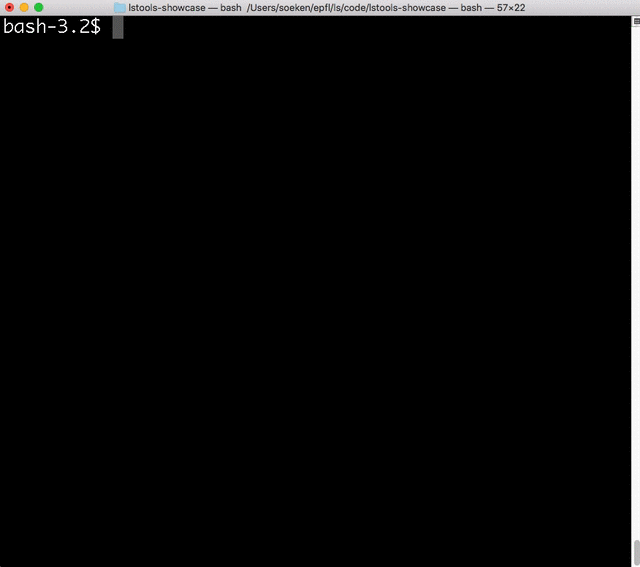 lstools-showcase — bash /Users/soeken/epfl/ls/code/lstools-showcase — bash — 57×22
bash-3.2$